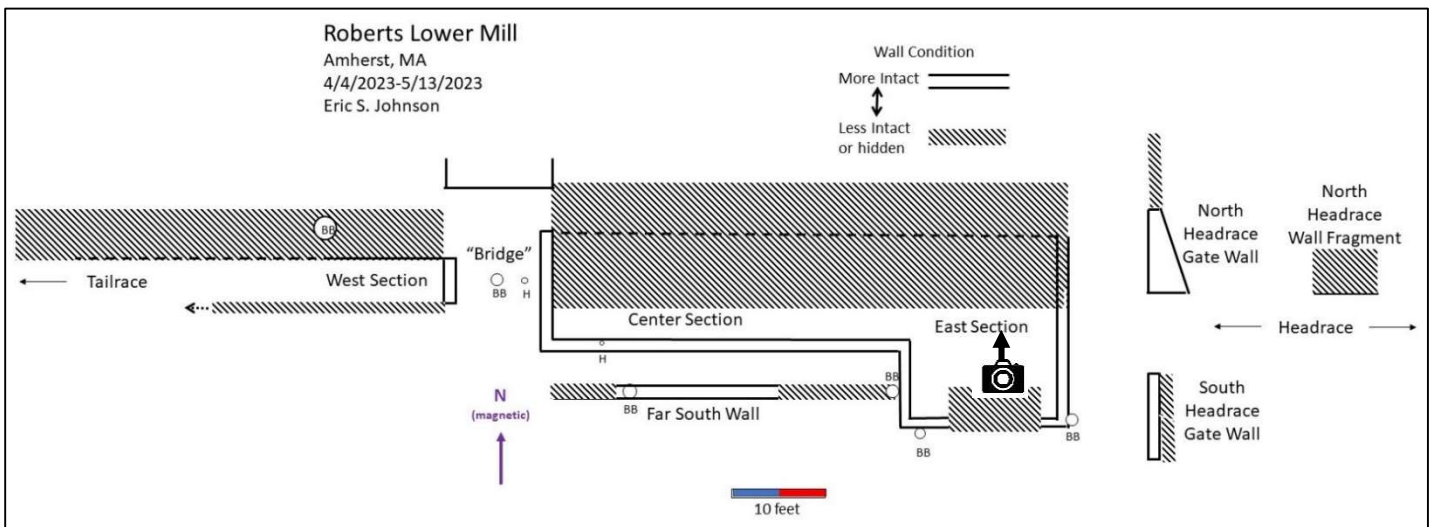 Roberts Lower Mill
Amherst, MA
4/4/2023-5/13/2023
Eric S. Johnson
Wall Condition
More Intact
Less Intact
or hidden
North
Headrace
Gate Wall
North
Headrace
Wall Fragment
BB
"Bridge"
BB
H
Tailrace
West Section
Center Section
East Section
Headrace
H
BB
BB
Far South Wall
BB
BB
South
Headrace
Gate Wall
N
(magnetic)
10 feet